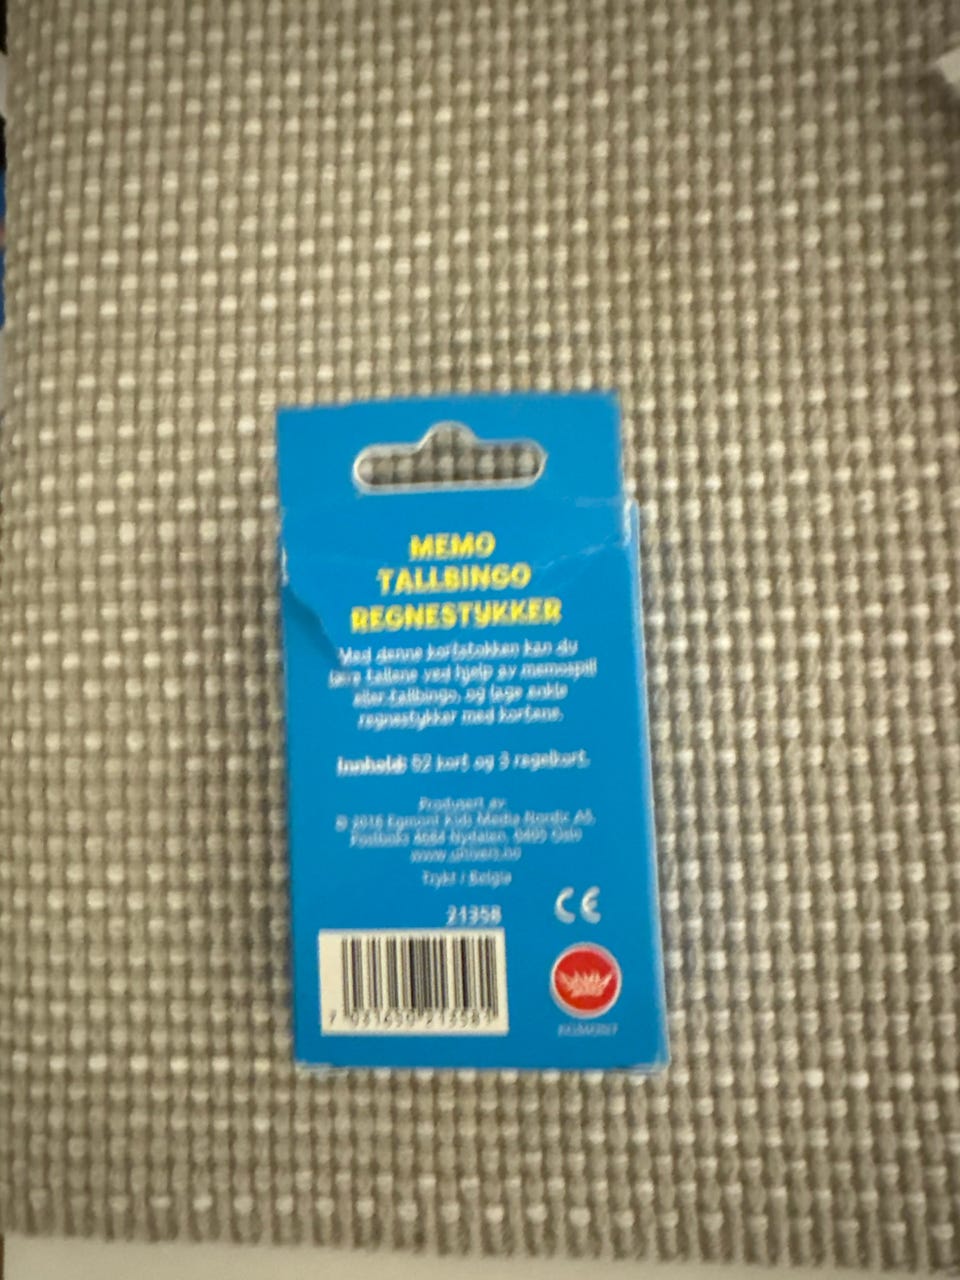 MEMO
TALLBINGO
REGNESTYKKER
Med denne kortstokken kan du
lære tallene ved hjelp av memospill
eller tallbingo, og lage enkle
regnestykker med kortene.
Innhold: 52 kort og 3 regelkort.
Produsert av:
© Egmont Kids Media Nordic AS,
Postboks Nydalen, Oslo
Trykt i Belgia
21358
CE
EGMONT